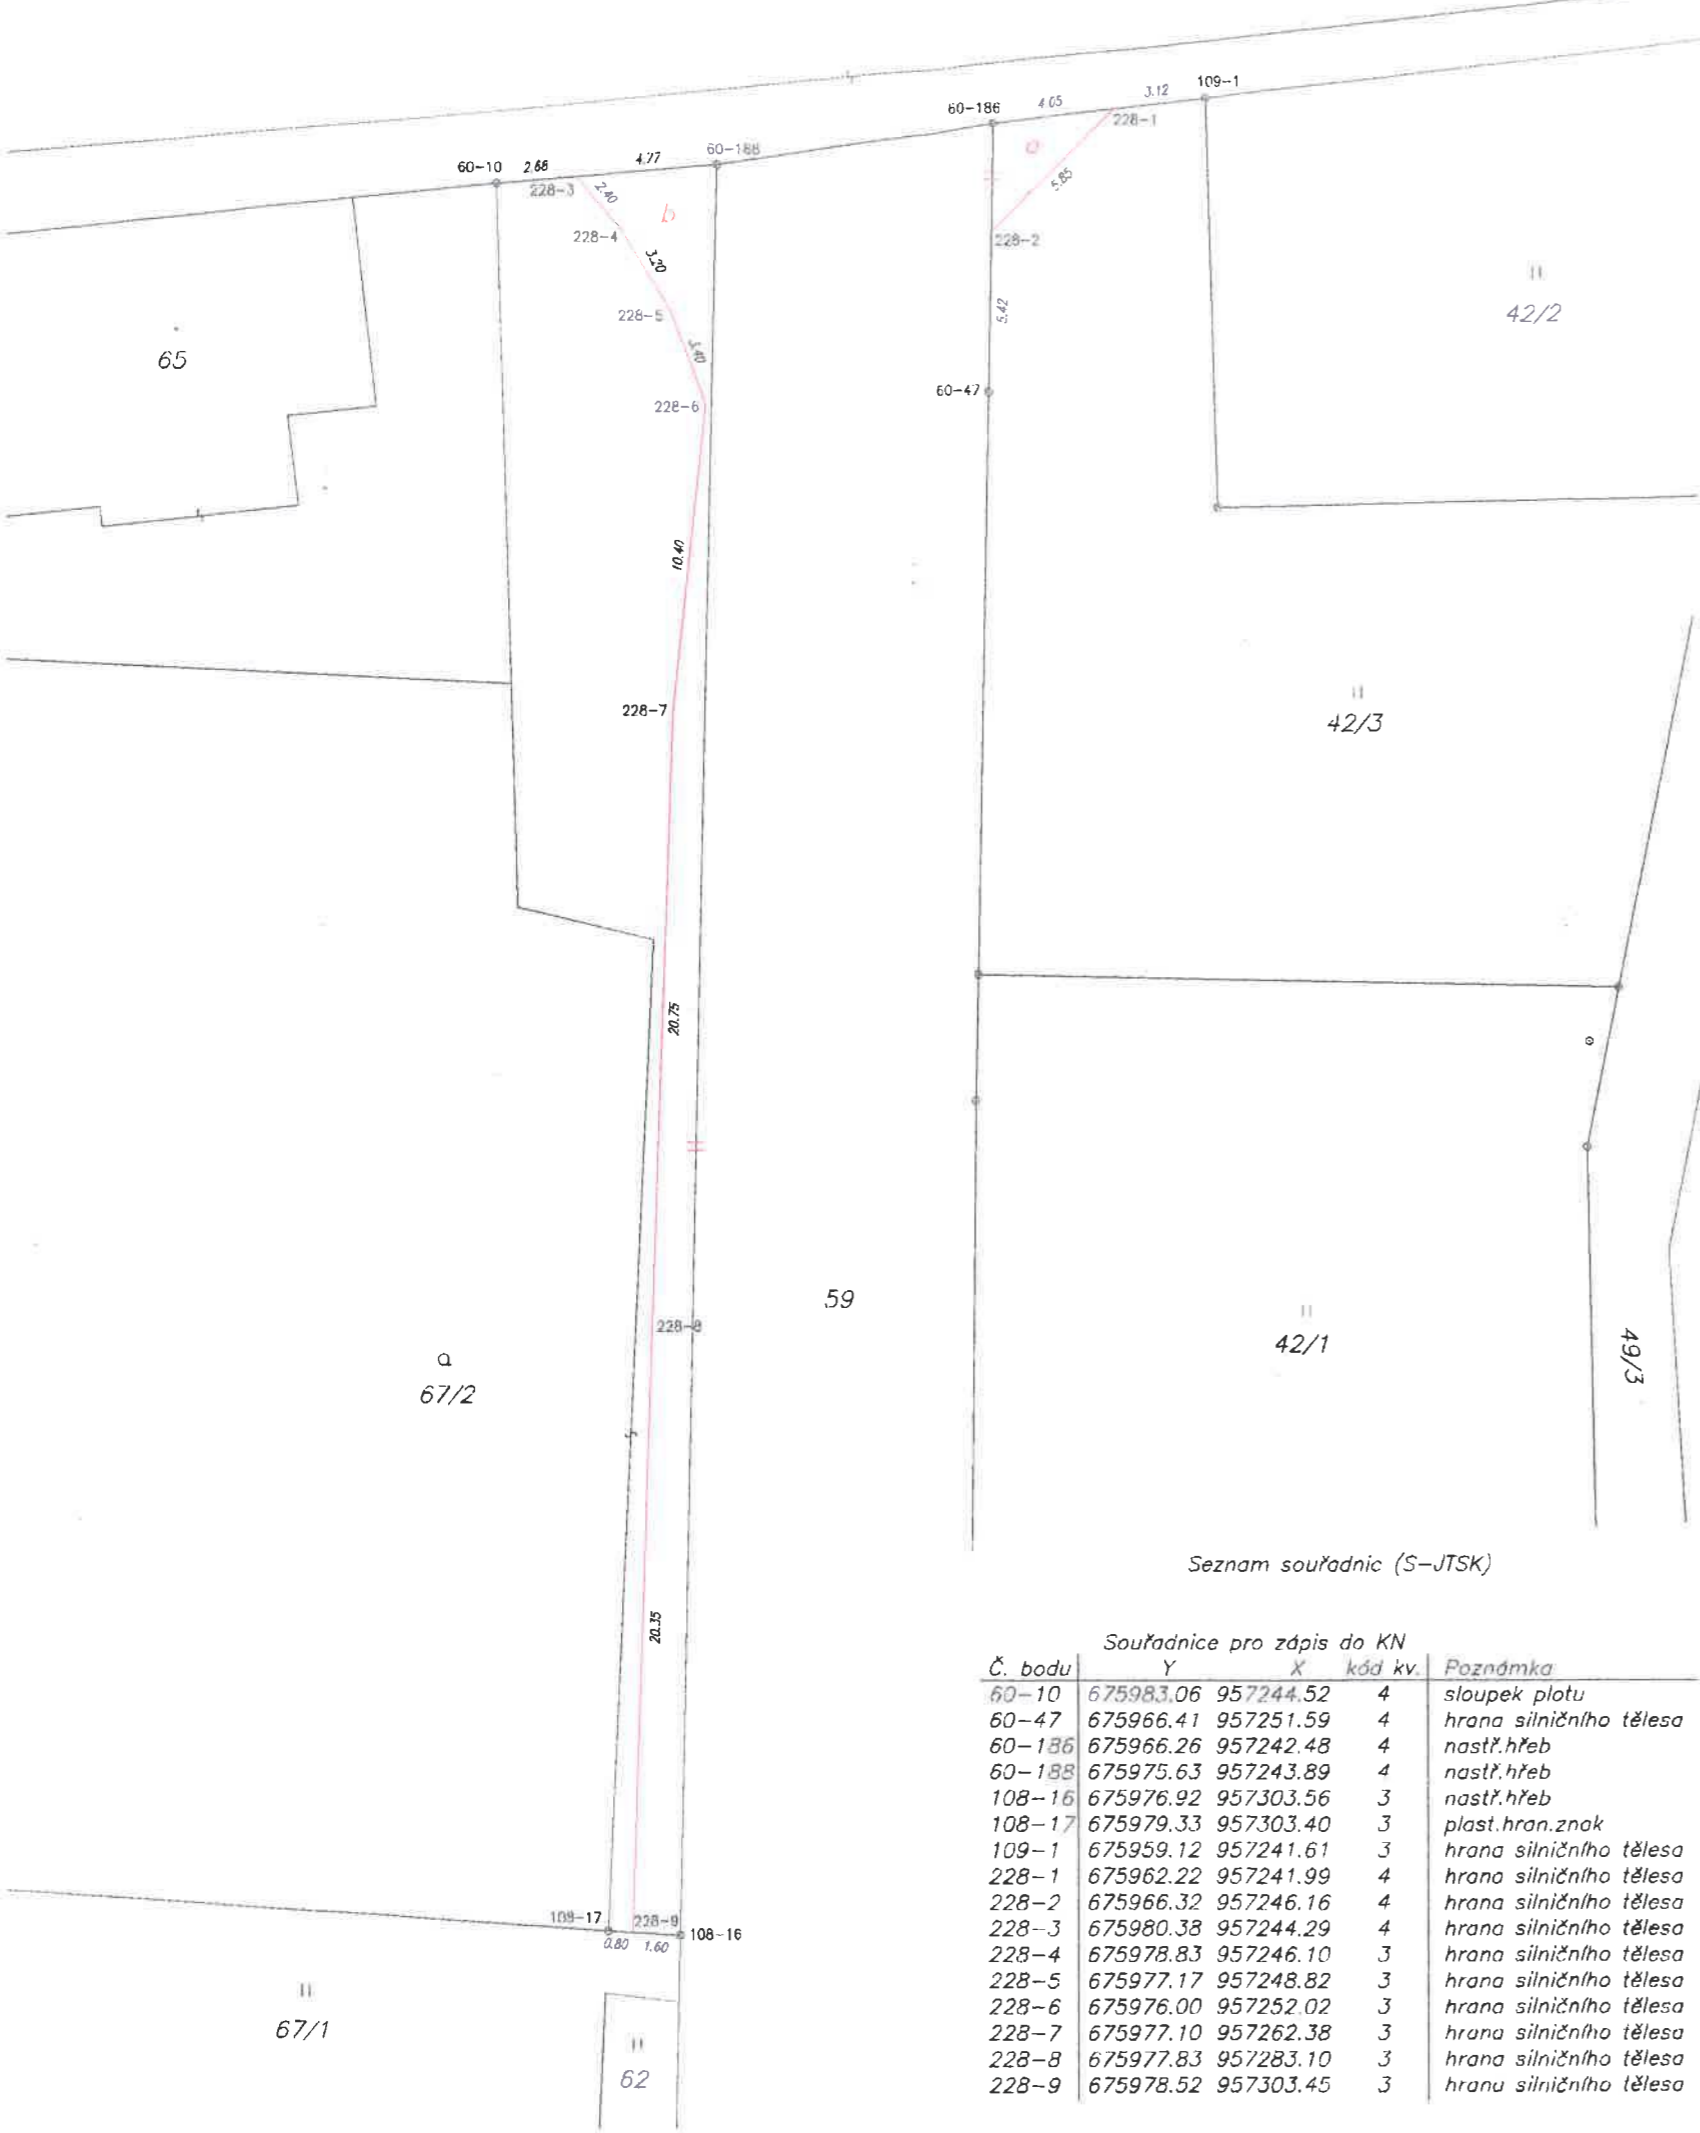 109-1
60-186
4.05
3.12
228-1
60-188
60-10
2.68
4.77
228-3
2.40
b
228-4
228-2
3.20
5.85
5.42
228-5
3.40
228-6
60-47
65
II
42/2
10.40
228-7
II
42/3
20.75
59
228-8
II
42/1
49/3
a
67/2
20.35
108-17
228-9
108-16
0.80
1.60
II
67/1
II
62
Seznam souřadnic (S-JTSK)
Souřadnice pro zápis do KN
Č. bodu Y X kód kv. Poznámka
60-10 675983.06 957244.52 4 sloupek plotu
60-47 675966.41 957251.59 4 hrana silničního tělesa
60-186 675966.26 957242.48 4 nastř.hřeb
60-188 675975.63 957243.89 4 nastř.hřeb
108-16 675976.92 957303.56 3 nastř.hřeb
108-17 675979.33 957303.40 3 plast.hran.znak
109-1 675959.12 957241.61 3 hrana silničního tělesa
228-1 675962.22 957241.99 4 hrana silničního tělesa
228-2 675966.32 957246.16 4 hrana silničního tělesa
228-3 675980.38 957244.29 4 hrana silničního tělesa
228-4 675978.83 957246.10 3 hrana silničního tělesa
228-5 675977.17 957248.82 3 hrana silničního tělesa
228-6 675976.00 957252.02 3 hrana silničního tělesa
228-7 675977.10 957262.38 3 hrana silničního tělesa
228-8 675977.83 957283.10 3 hrana silničního tělesa
228-9 675978.52 957303.45 3 hrana silničního tělesa